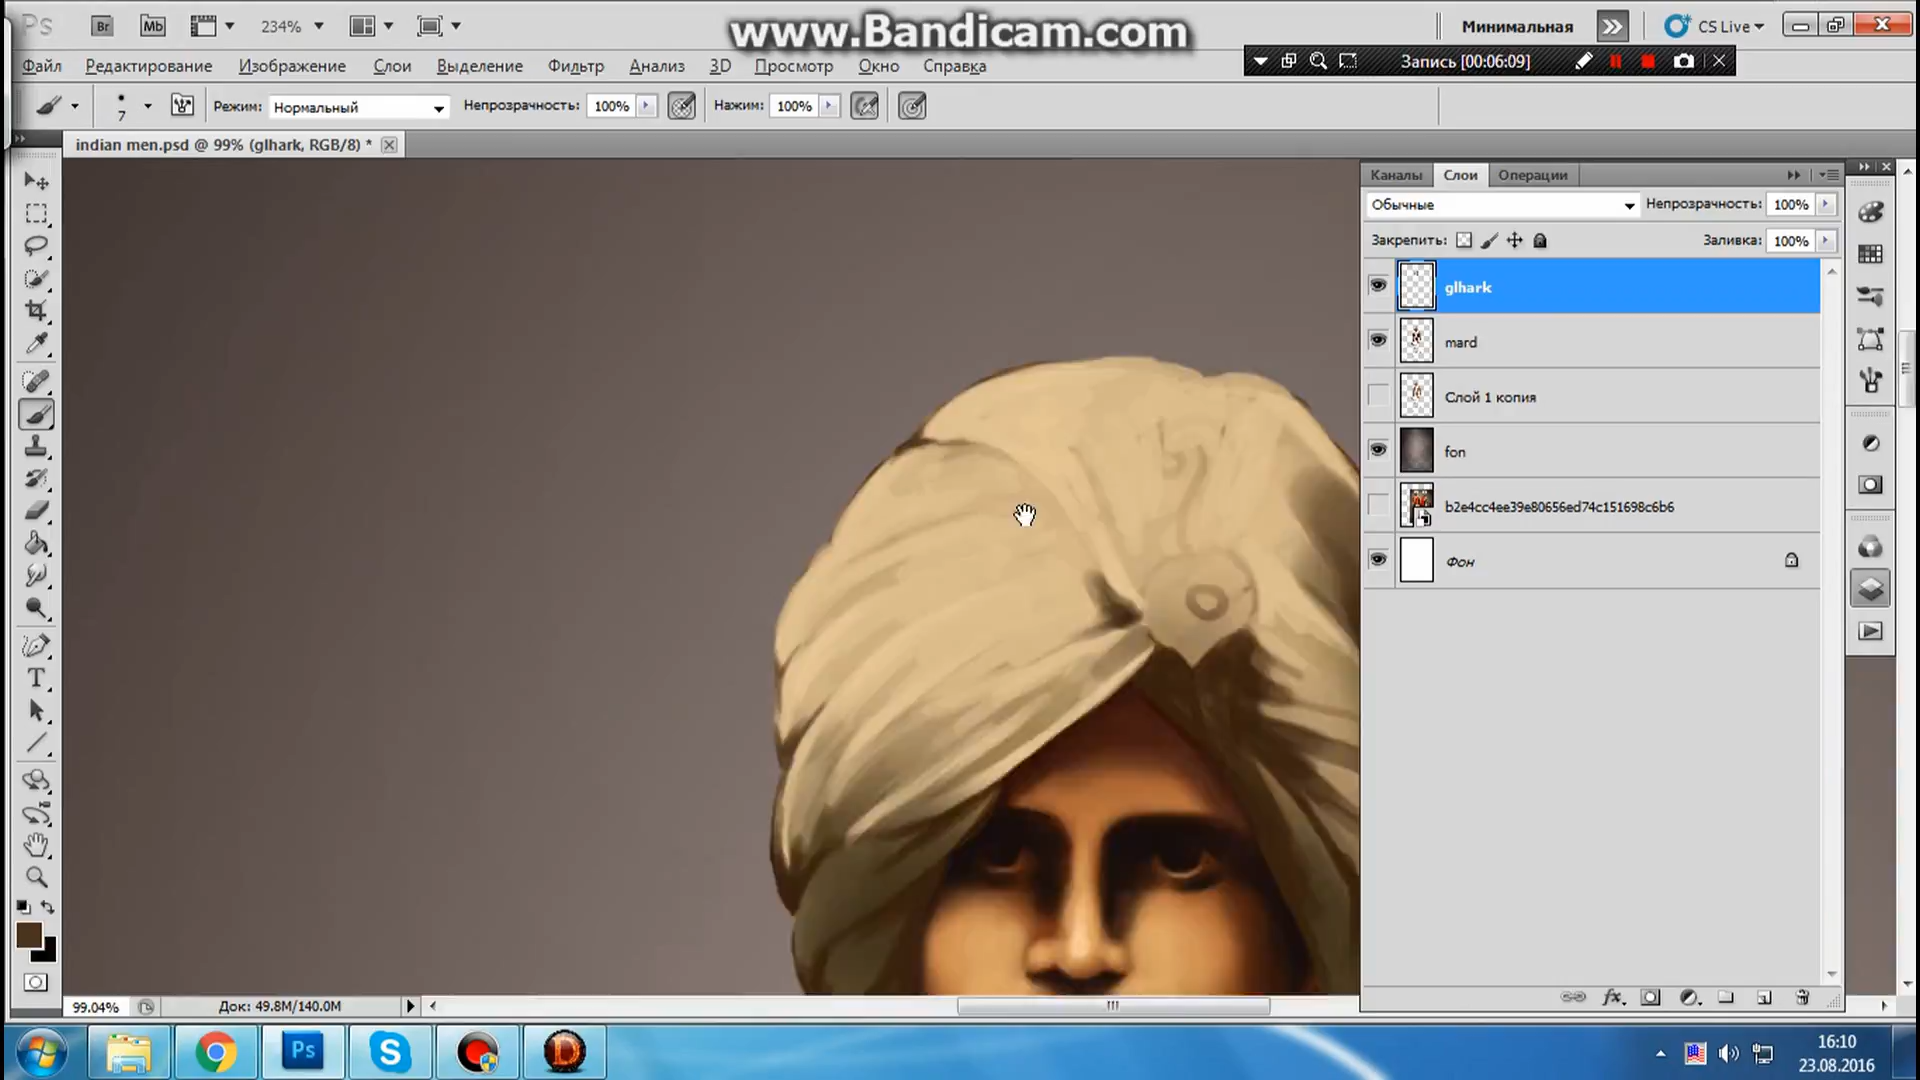 www.Bandicam.com
Ps
Br
Mb
234%
Минимальная
CS Live
Файл
Редактирование
Изображение
Слои
Выделение
Фильтр
Анализ
3D
Просмотр
Окно
Справка
Запись [00:06:09]
7
Режим:
Нормальный
Непрозрачность:
100%
Нажим:
100%
indian men.psd @ 99% (glhark, RGB/8) *
Каналы
Слои
Операции
Обычные
Непрозрачность:
100%
Закрепить:
Заливка:
100%
glhark
mard
Слой 1 копия
fon
b2e4cc4ee39e80656ed74c151698c6b6
Фон
T
fx
99.04%
Док: 49.8M/140.0M
Ps
S
16:10
23.08.2016